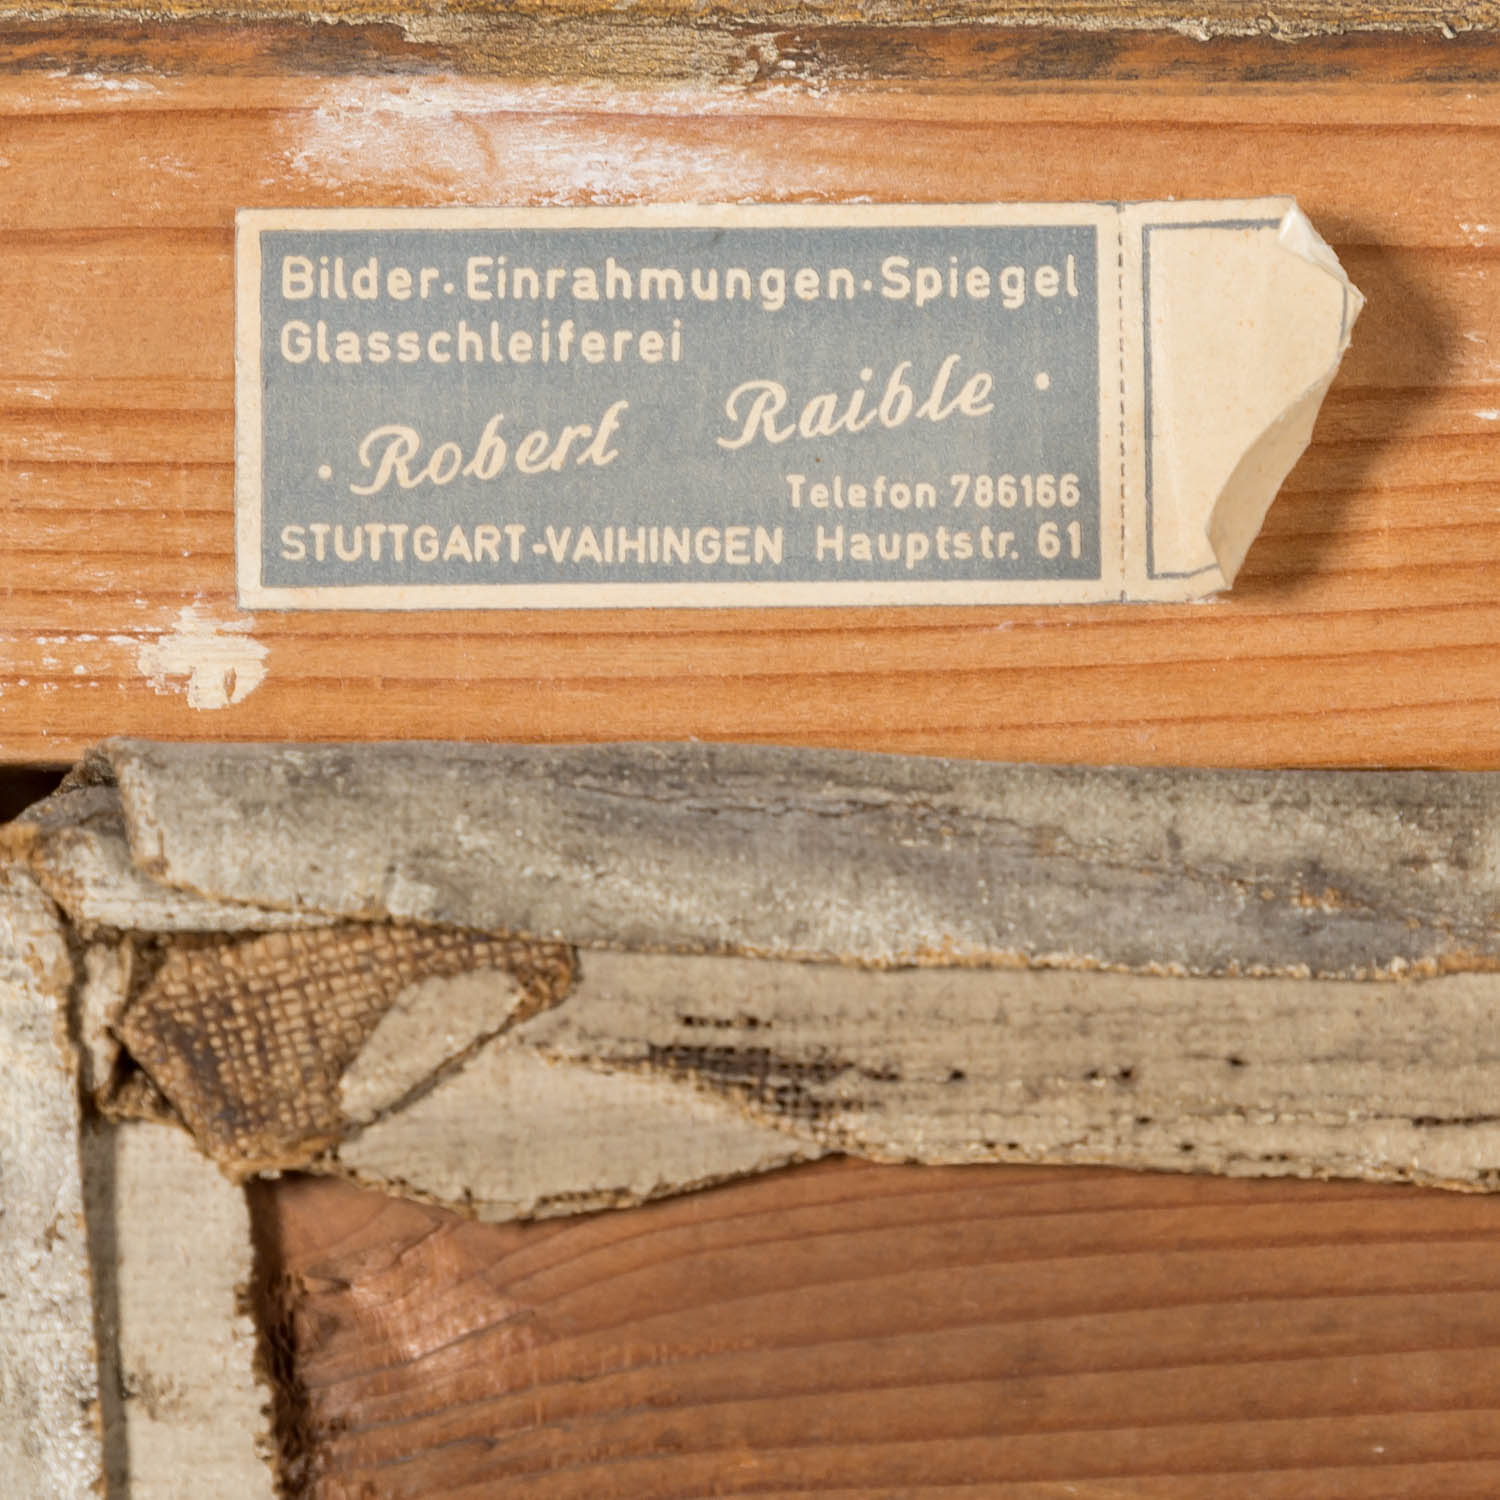 Bilder·Einrahmungen·Spiegel
Glasschleiferei
· Robert Raible ·
Telefon 786166
STUTTGART-VAIHINGEN Hauptstr. 61